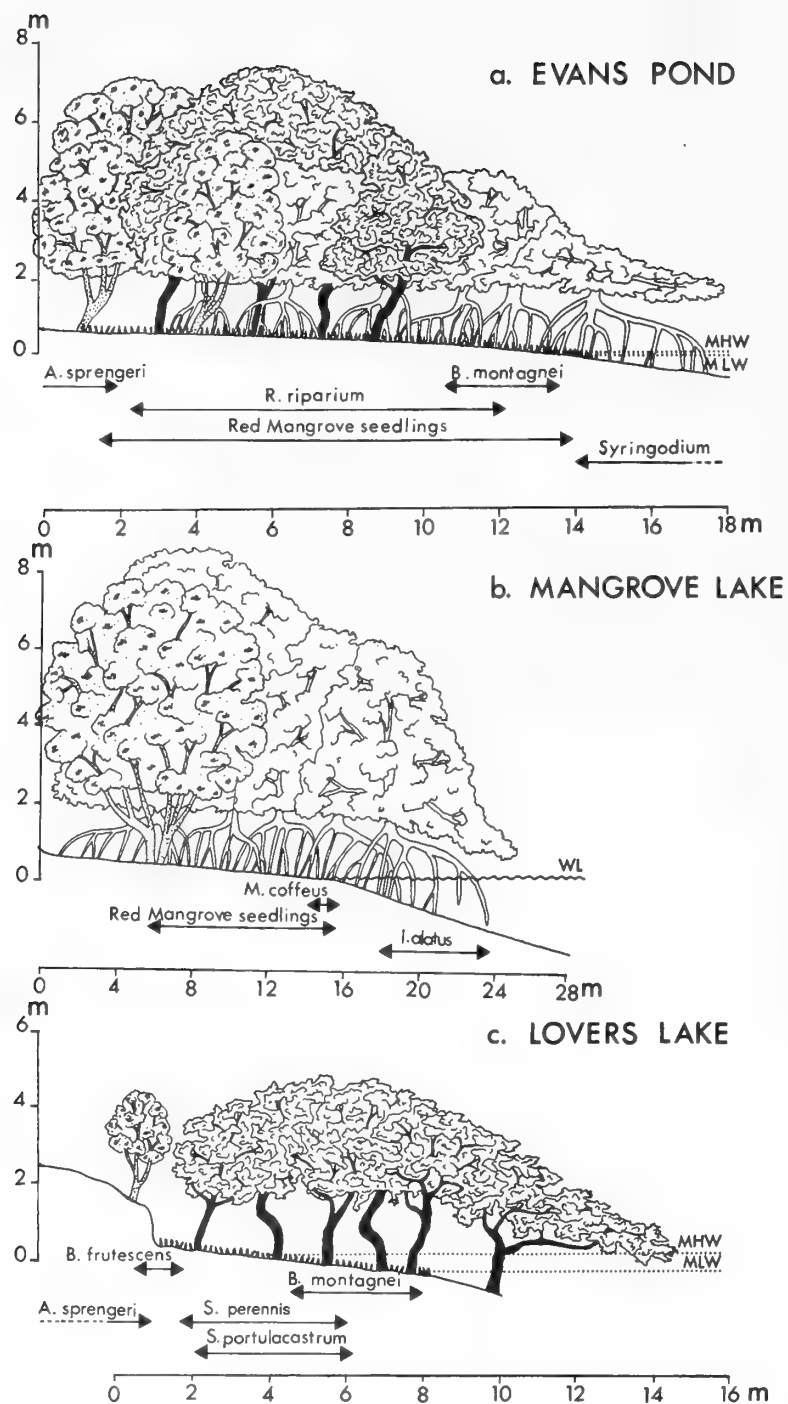 m
8
a. EVANS POND
6
4
2
0
MHW
MLW
A. sprengeri
B. montagnei
R. riparium
Red Mangrove seedlings
Syringodium
0 2 4 6 8 10 12 14 16 18 m
m
8
b. MANGROVE LAKE
6
4
2
0
WL
M. coffeus
Red Mangrove seedlings
I. alatus
0 4 8 12 16 20 24 28 m
m
6
c. LOVERS LAKE
4
2
0
MHW
MLW
B. frutescens
B. montagnei
A. sprengeri
S. perennis
S. portulacastrum
0 2 4 6 8 10 12 14 16 m